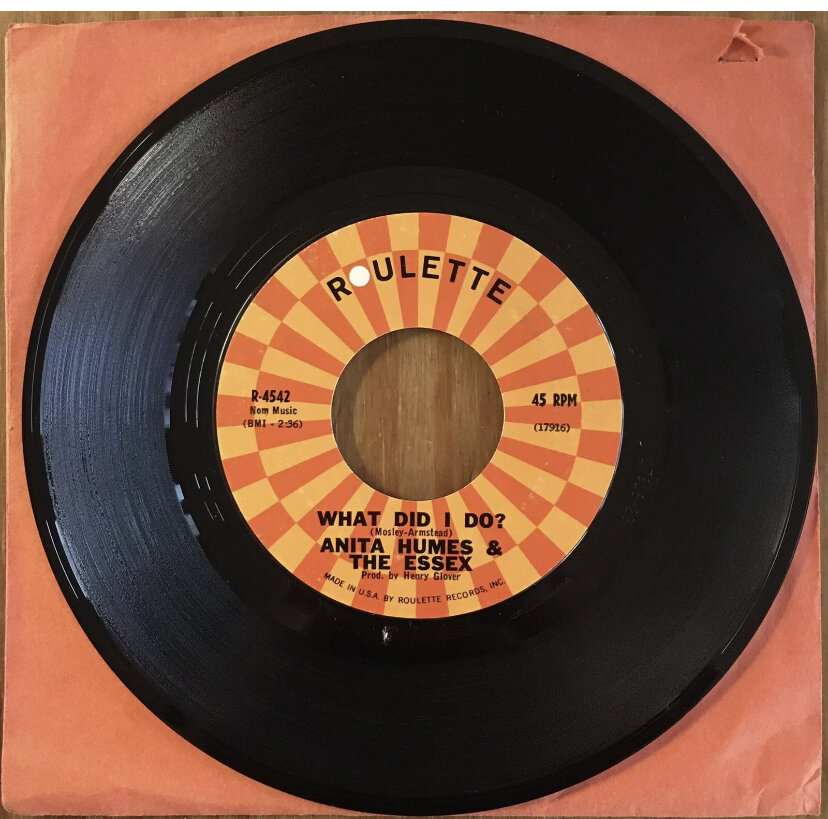 ROULETTE
R-4542
Nom Music
(BMI - 2:36)
45 RPM
(17916)
WHAT DID I DO?
(Mosley-Armstead)
ANITA HUMES &
THE ESSEX
Prod. by Henry Glover
MADE IN U.S.A. BY ROULETTE RECORDS, INC.